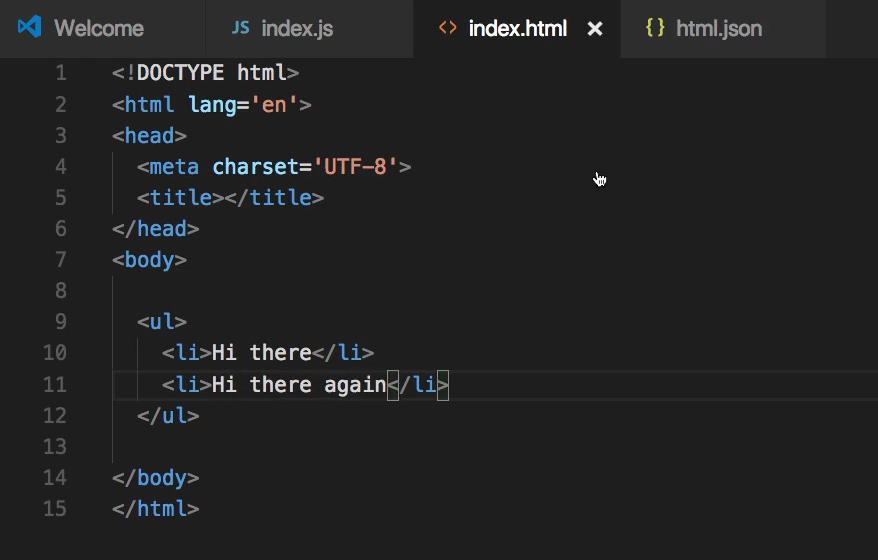 Welcome JS index.js <> index.html × {} html.json
1 <!DOCTYPE html>
2 <html lang='en'>
3 <head>
4 <meta charset='UTF-8'>
5 <title></title>
6 </head>
7 <body>
8
9 <ul>
10 <li>Hi there</li>
11 <li>Hi there again</li>
12 </ul>
13
14 </body>
15 </html>